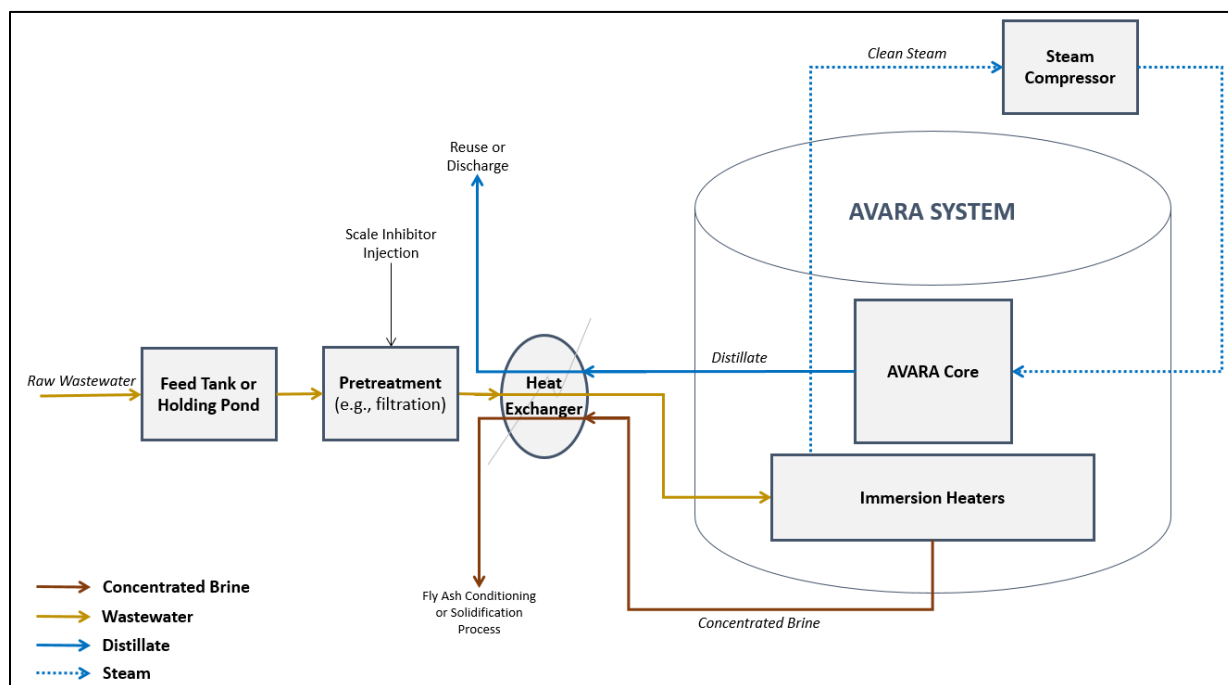 Clean Steam
Steam
Compressor
Reuse or
Discharge
AVARA SYSTEM
Scale Inhibitor
Injection
Raw Wastewater
Feed Tank or
Holding Pond
Pretreatment
(e.g., filtration)
Heat
Exchanger
Distillate
AVARA Core
Immersion Heaters
Fly Ash Conditioning
or Solidification
Process
Concentrated Brine
Concentrated Brine
Wastewater
Distillate
Steam